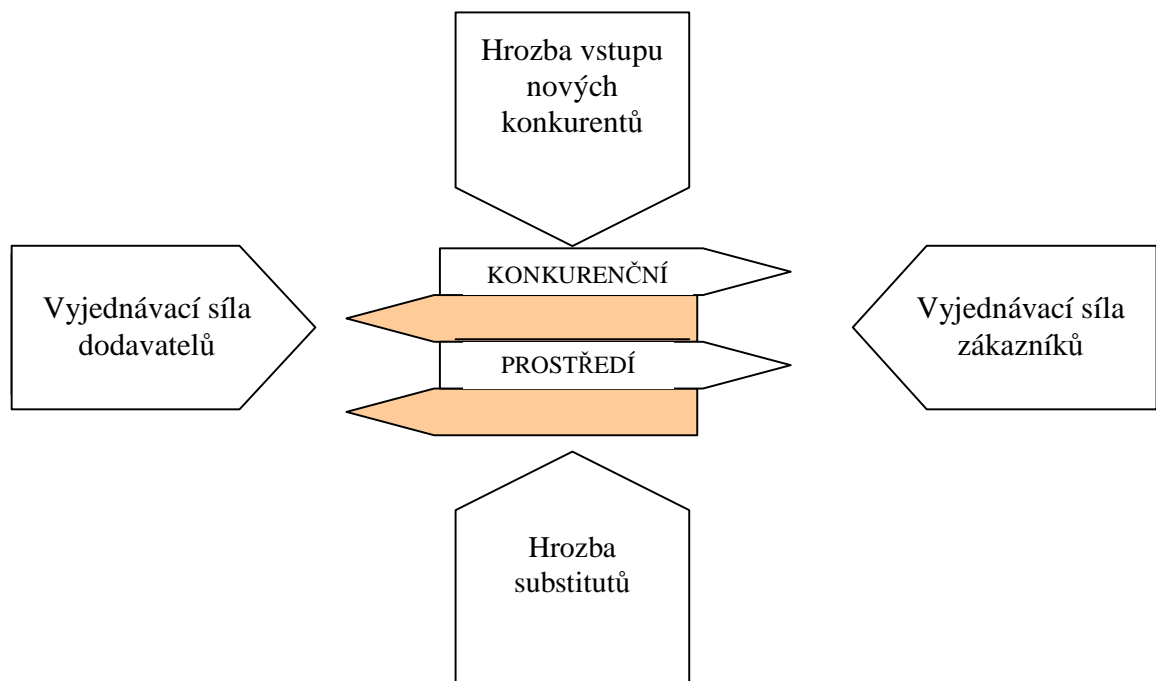 Hrozba vstupu
nových
konkurentů
KONKURENČNÍ
Vyjednávací síla
dodavatelů
Vyjednávací síla
zákazníků
PROSTŘEDÍ
Hrozba
substitutů